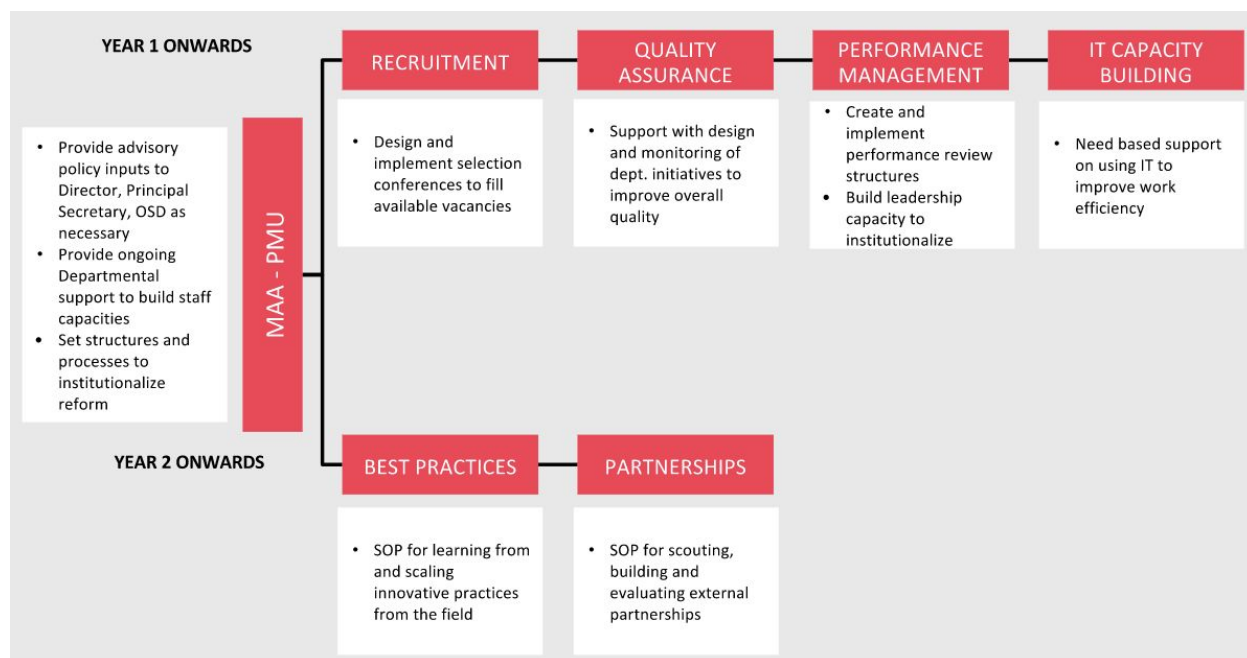 YEAR 1 ONWARDS
• Provide advisory
policy inputs to
Director, Principal
Secretary, OSD as
necessary
• Provide ongoing
Departmental
support to build staff
capacities
• Set structures and
processes to
institutionalize
reform
MAA - PMU
RECRUITMENT
• Design and
implement selection
conferences to fill
available vacancies
QUALITY
ASSURANCE
• Support with design
and monitoring of
dept. initiatives to
improve overall
quality
PERFORMANCE
MANAGEMENT
• Create and
implement
performance review
structures
• Build leadership
capacity to
institutionalize
IT CAPACITY
BUILDING
• Need based support
on using IT to
improve work
efficiency
YEAR 2 ONWARDS
BEST PRACTICES
• SOP for learning from
and scaling
innovative practices
from the field
PARTNERSHIPS
• SOP for scouting,
building and
evaluating external
partnerships